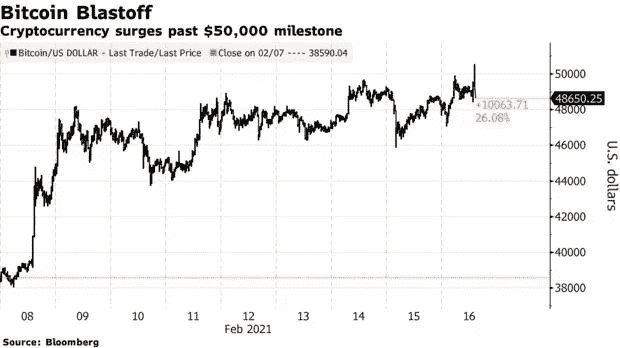 Bitcoin Blastoff
Cryptocurrency surges past $50,000 milestone
Bitcoin/US DOLLAR - Last Trade/Last Price Close on 02/07 ---- 38590.04
50000
48650.25
+10063.71
48000
26.08%
46000
44000
42000
40000
38000
U.S. dollars
08 09 10 11 12 13 14 15 16
Feb 2021
Source: Bloomberg